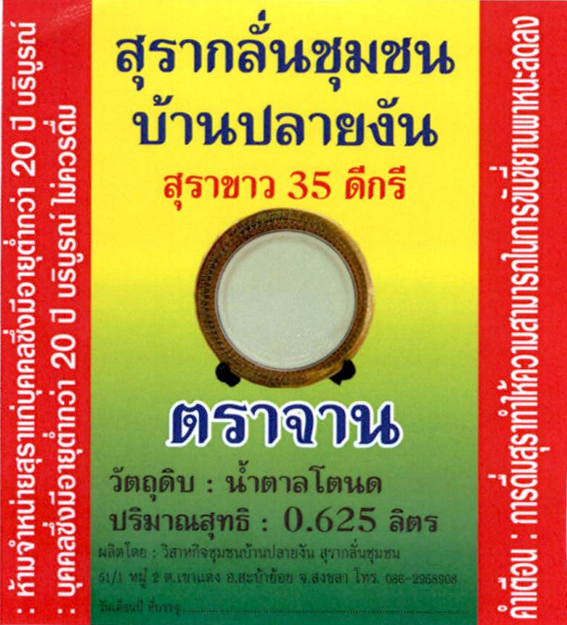 สุรากลั่นชุมชน
บ้านปลายงัน
สุราขาว 35 ดีกรี
ตราจาน
วัตถุดิบ : น้ำตาลโตนด
ปริมาณสุทธิ : 0.625 ลิตร
ผลิตโดย : วิสาหกิจชุมชนบ้านปลายงัน สุรากลั่นชุมชน
51/1 หมู่ 2 ต.เขาแดง อ.สะบ้าย้อย จ.สงขลา โทร. 086-2958908
วันเดือนปี ที่บรรจุ
: ห้ามจำหน่ายสุราแก่บุคคลซึ่งมีอายุต่ำกว่า 20 ปี บริบูรณ์
: บุคคลซึ่งมีอายุต่ำกว่า 20 ปี บริบูรณ์ ไม่ควรดื่ม
คำเตือน : การดื่มสุราทำให้ความสามารถในการขับขี่ยานพาหนะลดลง